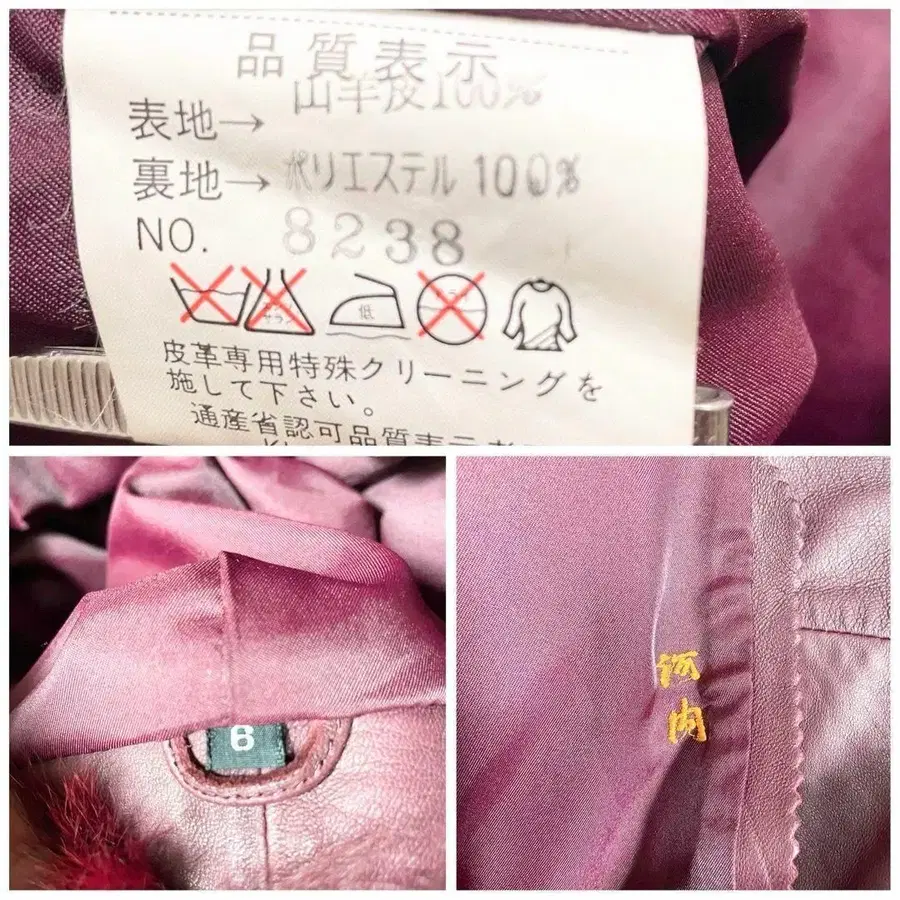 品質表示
表地→ 山羊皮100%
裏地→ ポリエステル 100%
NO. 8238
低
皮革専用特殊クリーニングを
施して下さい。
通産省認可品質表示者
6
河
内